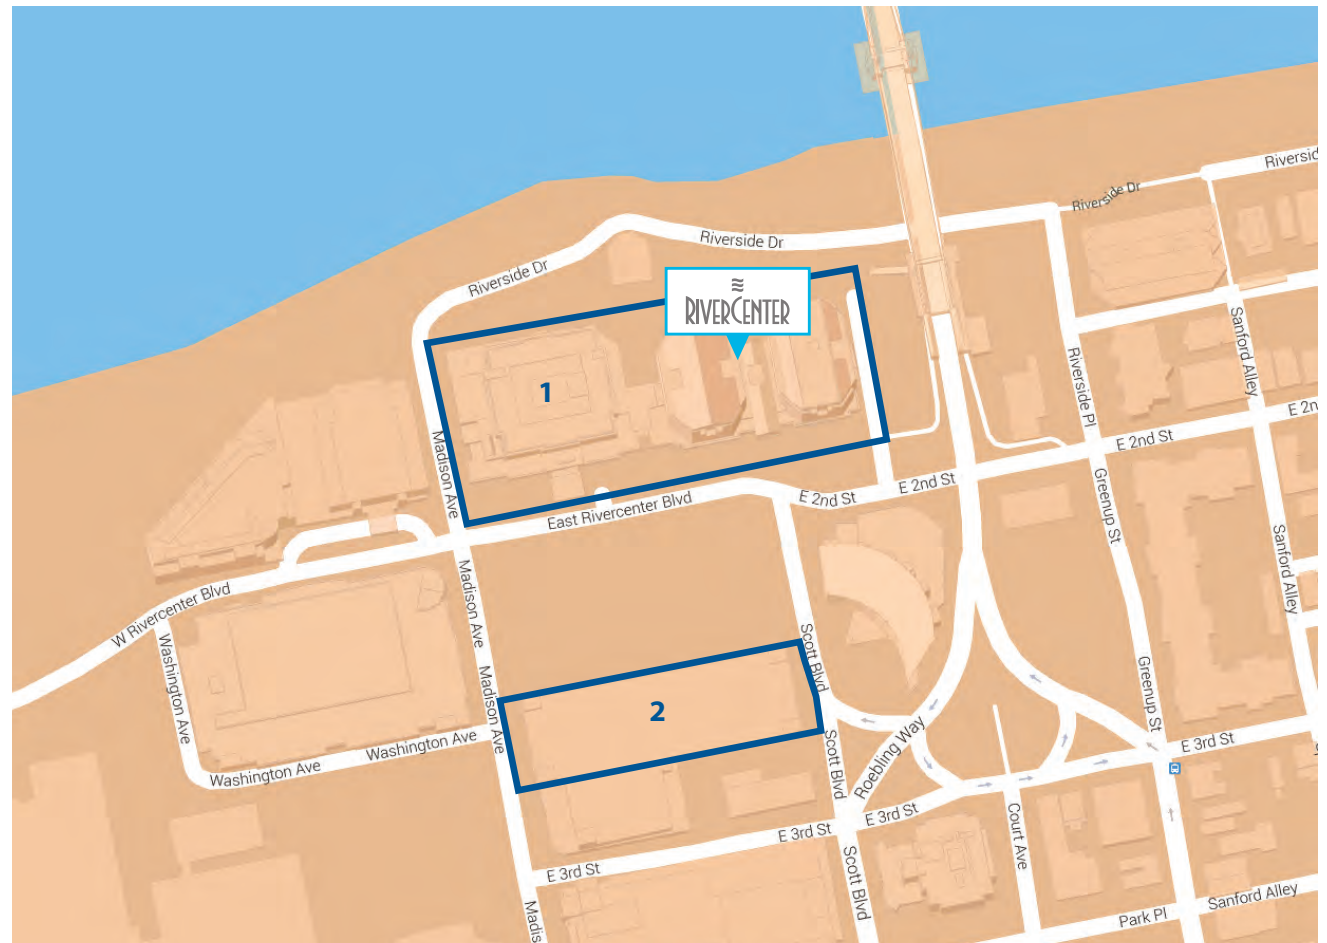 Riversid
Riverside Dr
Riverside Dr
Riverside Dr
≋
RIVERCENTER
Sanford Alley
Riverside Pl
1
E 2n
E 2nd St
Madison Ave
E 2nd St
E 2nd St
East Rivercenter Blvd
Greenup St
Sanford Alley
W Rivercenter Blvd
Madison Ave
Washington Ave
Scott Blvd
Greenup St
Madison Ave
2
Washington Ave
Washington Ave
Scott Blvd
Roebling Way
E 3rd St
E 3rd St
E 3rd St
Court Ave
E 3rd St
Scott Blvd
Madis
Park Pl
Sanford Alley